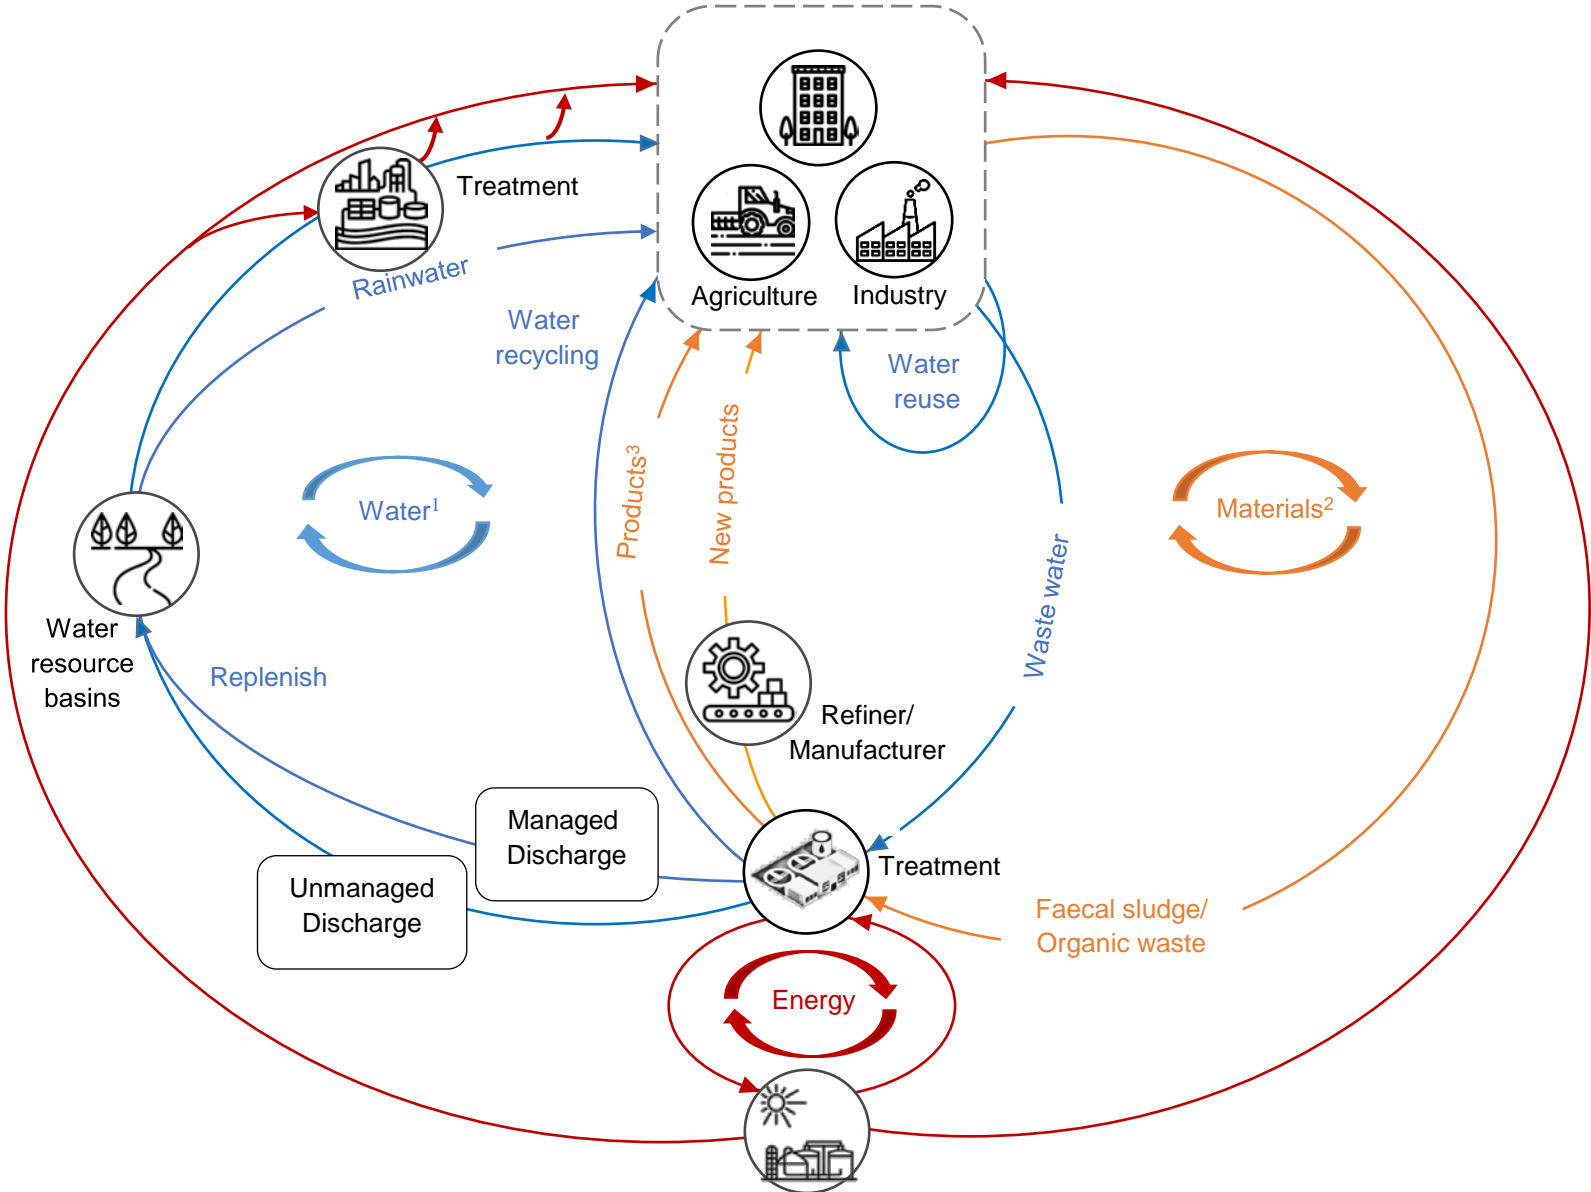 Treatment
Rainwater
Agriculture
Industry
Water
recycling
Water
reuse
Products³
New products
Water¹
Materials²
Waste water
Water
resource
basins
Replenish
Refiner/
Manufacturer
Managed
Discharge
Unmanaged
Discharge
Treatment
Faecal sludge/
Organic waste
Energy